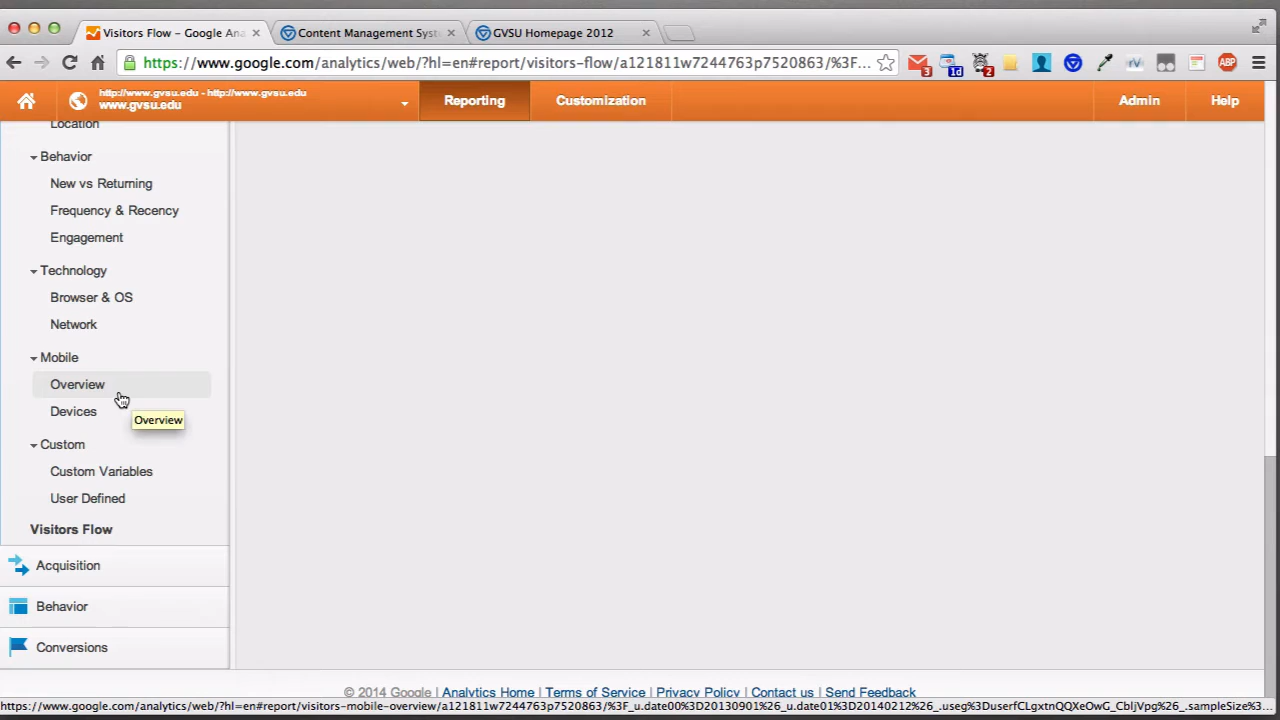 Visitors Flow – Google Ana
Content Management Syst
GVSU Homepage 2012
https://www.google.com/analytics/web/?hl=en#report/visitors-flow/a121811w7244763p7520863/%3F...
3
1d
2
rv
ABP
http://www.gvsu.edu - http://www.gvsu.edu
www.gvsu.edu
Reporting
Customization
Admin
Help
Location
Behavior
New vs Returning
Frequency & Recency
Engagement
Technology
Browser & OS
Network
Mobile
Overview
Devices
Overview
Custom
Custom Variables
User Defined
Visitors Flow
Acquisition
Behavior
Conversions
© 2014 Google | Analytics Home | Terms of Service | Privacy Policy | Contact us | Send Feedback
https://www.google.com/analytics/web/?hl=en#report/visitors-mobile-overview/a121811w7244763p7520863/%3F_u.date00%3D20130901%26_u.date01%3D20140212%26_.useg%3DuserfCLgxtnQQXeOwG_CbljVpg%26_.sampleSize%3...